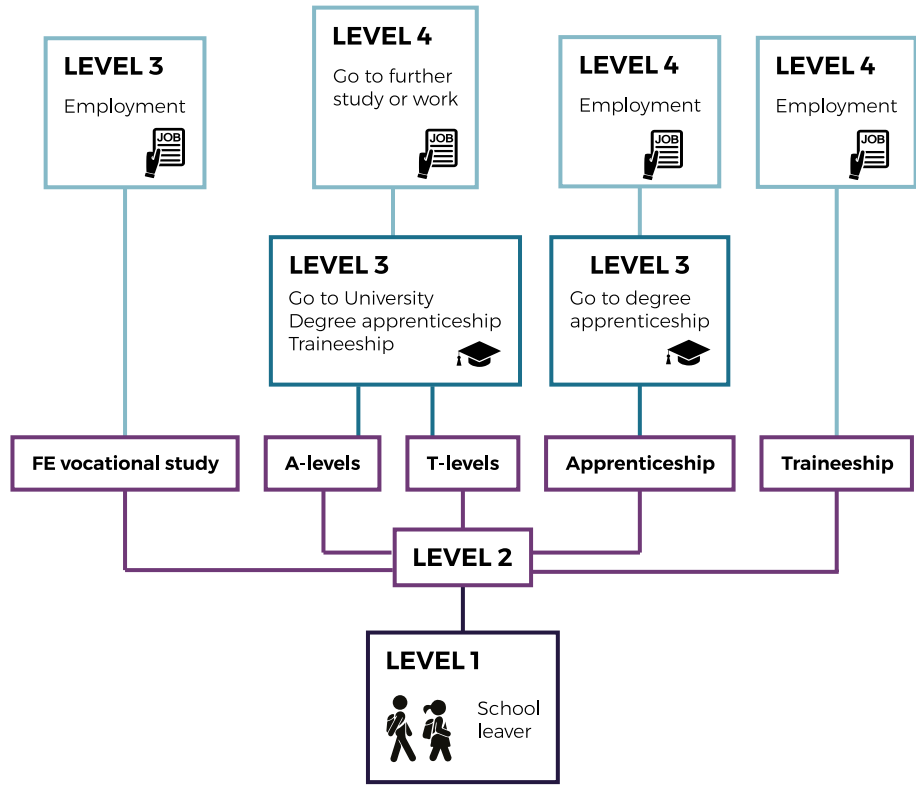 LEVEL 3
Employment
JOB
LEVEL 4
Go to further
study or work
JOB
LEVEL 4
Employment
JOB
LEVEL 4
Employment
JOB
LEVEL 3
Go to University
Degree apprenticeship
Traineeship
LEVEL 3
Go to degree
apprenticeship
FE vocational study
A-levels
T-levels
Apprenticeship
Traineeship
LEVEL 2
LEVEL 1
School
leaver